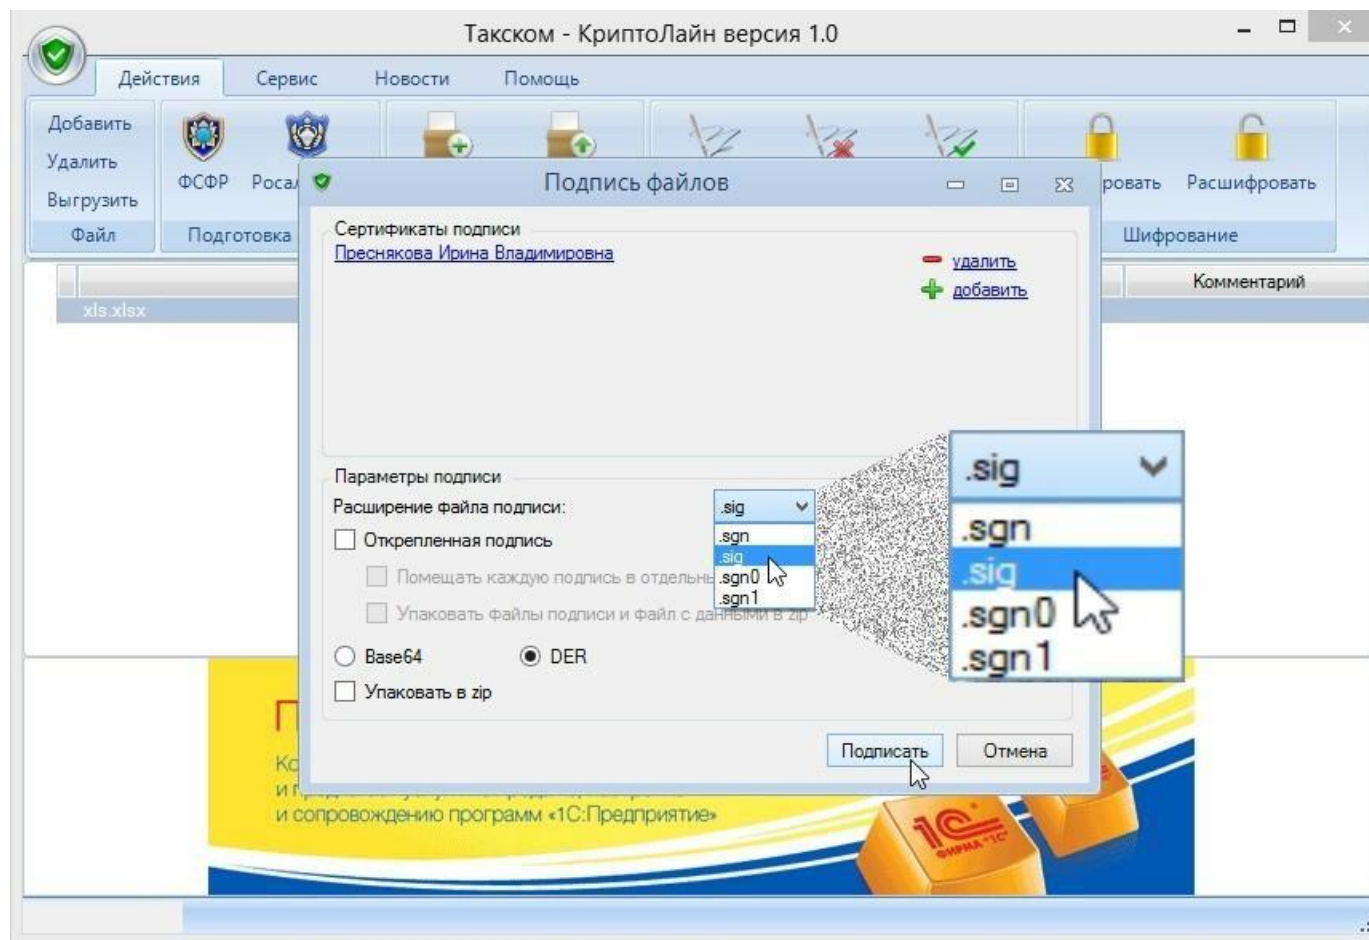 Такском - КриптоЛайн версия 1.0
Действия Сервис Новости Помощь
Добавить
Удалить
Выгрузить
ФСФР
Расшифровать
Файл Подготовка Шифрование
Комментарий
xls.xlsx
Подпись файлов
Сертификаты подписи
Преснякова Ирина Владимировна
удалить
добавить
Параметры подписи
Расширение файла подписи: .sig
.sgn
.sig
.sgn0
.sgn1
Открепленная подпись
Помещать каждую подпись в
Упаковать файлы подписи и файл с данными в zip
Base64 DER
Упаковать в zip
Подписать Отмена
.sig
.sgn
.sig
.sgn0
.sgn1
и сопровождению программ «1С:Предприятие»
1С
ФИРМА "1С"